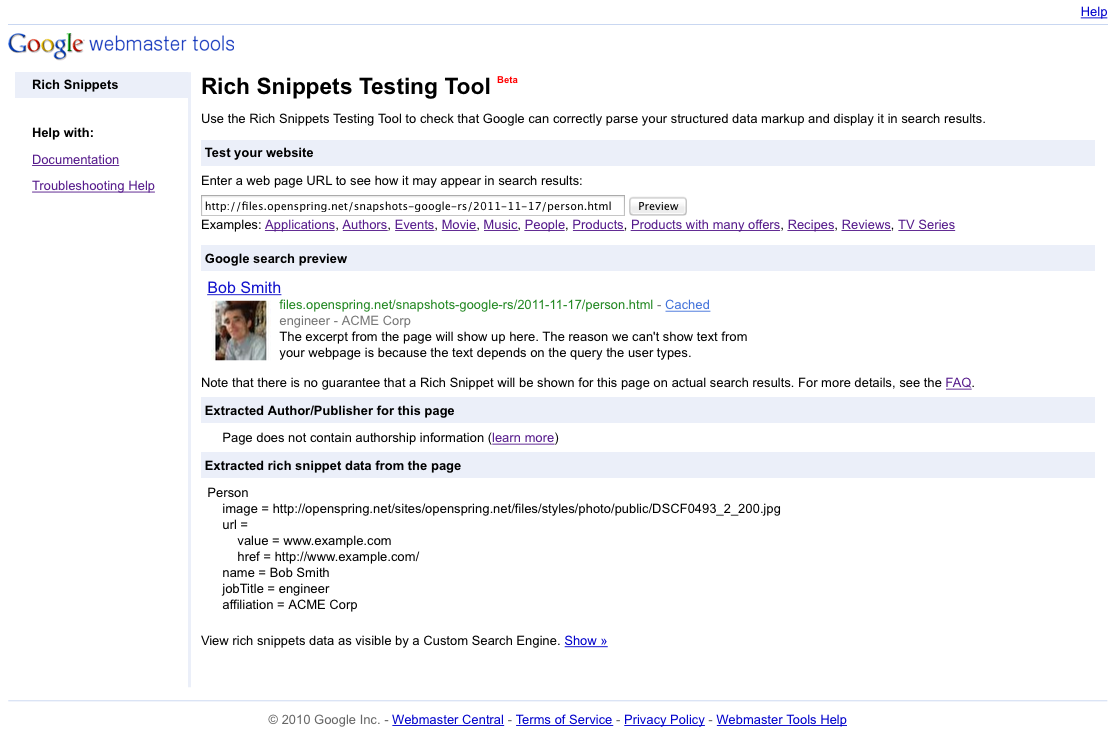 Help
Google webmaster tools
Rich Snippets
Help with:
Documentation
Troubleshooting Help
Rich Snippets Testing Tool Beta
Use the Rich Snippets Testing Tool to check that Google can correctly parse your structured data markup and display it in search results.
Test your website
Enter a web page URL to see how it may appear in search results:
http://files.openspring.net/snapshots-google-rs/2011-11-17/person.html Preview
Examples: Applications, Authors, Events, Movie, Music, People, Products, Products with many offers, Recipes, Reviews, TV Series
Google search preview
Bob Smith
files.openspring.net/snapshots-google-rs/2011-11-17/person.html - Cached
engineer - ACME Corp
The excerpt from the page will show up here. The reason we can't show text from
your webpage is because the text depends on the query the user types.
Note that there is no guarantee that a Rich Snippet will be shown for this page on actual search results. For more details, see the FAQ.
Extracted Author/Publisher for this page
Page does not contain authorship information (learn more)
Extracted rich snippet data from the page
Person
image = http://openspring.net/sites/openspring.net/files/styles/photo/public/DSCF0493_2_200.jpg
url =
value = www.example.com
href = http://www.example.com/
name = Bob Smith
jobTitle = engineer
affiliation = ACME Corp
View rich snippets data as visible by a Custom Search Engine. Show »
© 2010 Google Inc. - Webmaster Central - Terms of Service - Privacy Policy - Webmaster Tools Help